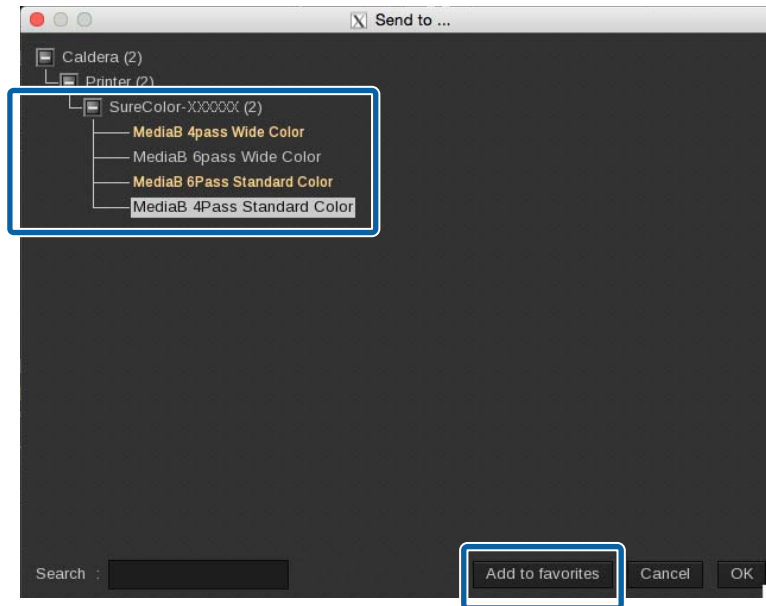 X Send to ...
Caldera (2)
Printer (2)
SureColor-XXXXXX (2)
MediaB 4pass Wide Color
MediaB 6pass Wide Color
MediaB 6Pass Standard Color
MediaB 4Pass Standard Color
Search :
Add to favorites
Cancel
OK